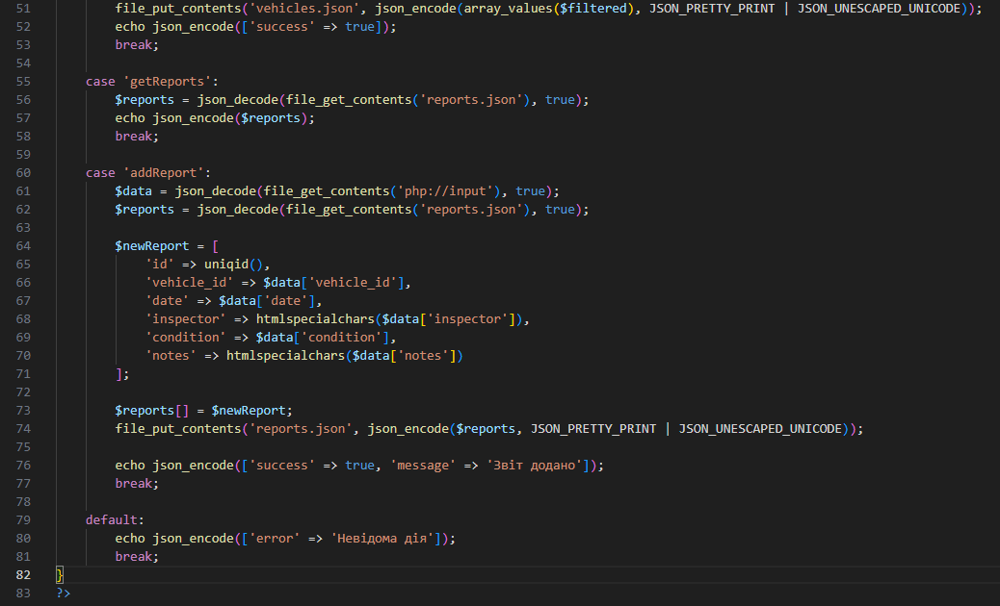 51 file_put_contents('vehicles.json', json_encode(array_values($filtered), JSON_PRETTY_PRINT | JSON_UNESCAPED_UNICODE));
52 echo json_encode(['success' => true]);
53 break;
54
55 case 'getReports':
56 $reports = json_decode(file_get_contents('reports.json'), true);
57 echo json_encode($reports);
58 break;
59
60 case 'addReport':
61 $data = json_decode(file_get_contents('php://input'), true);
62 $reports = json_decode(file_get_contents('reports.json'), true);
63
64 $newReport = [
65 'id' => uniqid(),
66 'vehicle_id' => $data['vehicle_id'],
67 'date' => $data['date'],
68 'inspector' => htmlspecialchars($data['inspector']),
69 'condition' => $data['condition'],
70 'notes' => htmlspecialchars($data['notes'])
71 ];
72
73 $reports[] = $newReport;
74 file_put_contents('reports.json', json_encode($reports, JSON_PRETTY_PRINT | JSON_UNESCAPED_UNICODE));
75
76 echo json_encode(['success' => true, 'message' => 'Звіт додано']);
77 break;
78
79 default:
80 echo json_encode(['error' => 'Невідома дія']);
81 break;
82 }
83 ?>